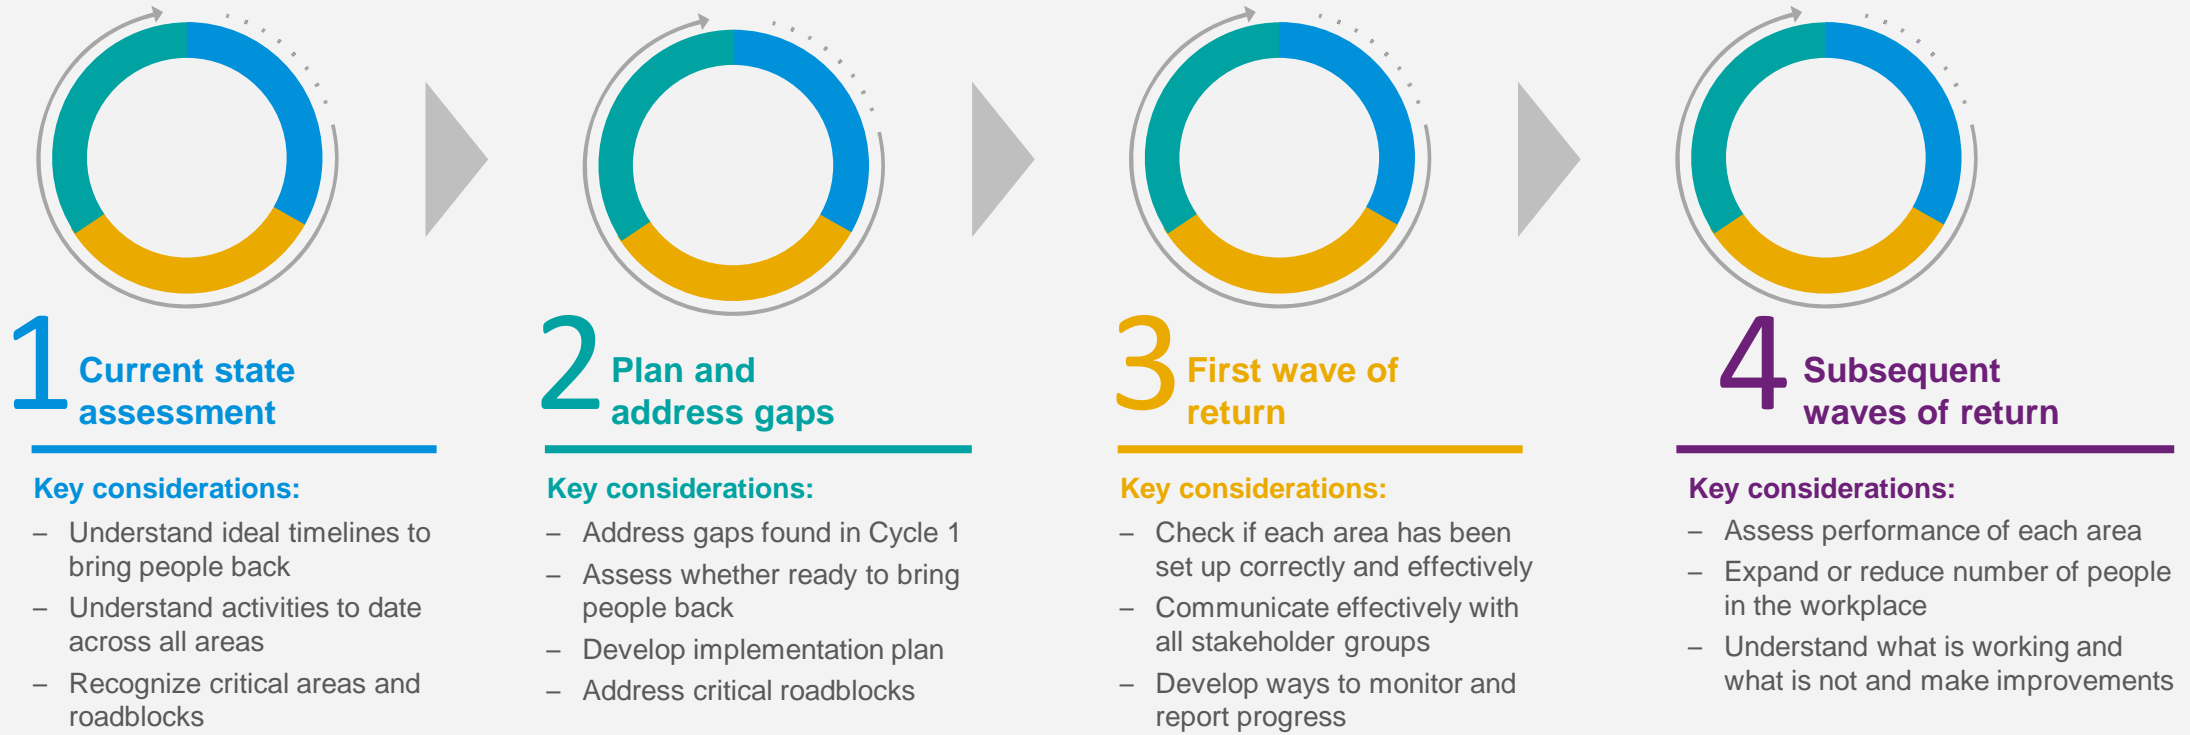 1 Current state
assessment
Key considerations:
– Understand ideal timelines to
bring people back
– Understand activities to date
across all areas
– Recognize critical areas and
roadblocks
2 Plan and
address gaps
Key considerations:
– Address gaps found in Cycle 1
– Assess whether ready to bring
people back
– Develop implementation plan
– Address critical roadblocks
3 First wave of
return
Key considerations:
– Check if each area has been
set up correctly and effectively
– Communicate effectively with
all stakeholder groups
– Develop ways to monitor and
report progress
4 Subsequent
waves of return
Key considerations:
– Assess performance of each area
– Expand or reduce number of people
in the workplace
– Understand what is working and
what is not and make improvements